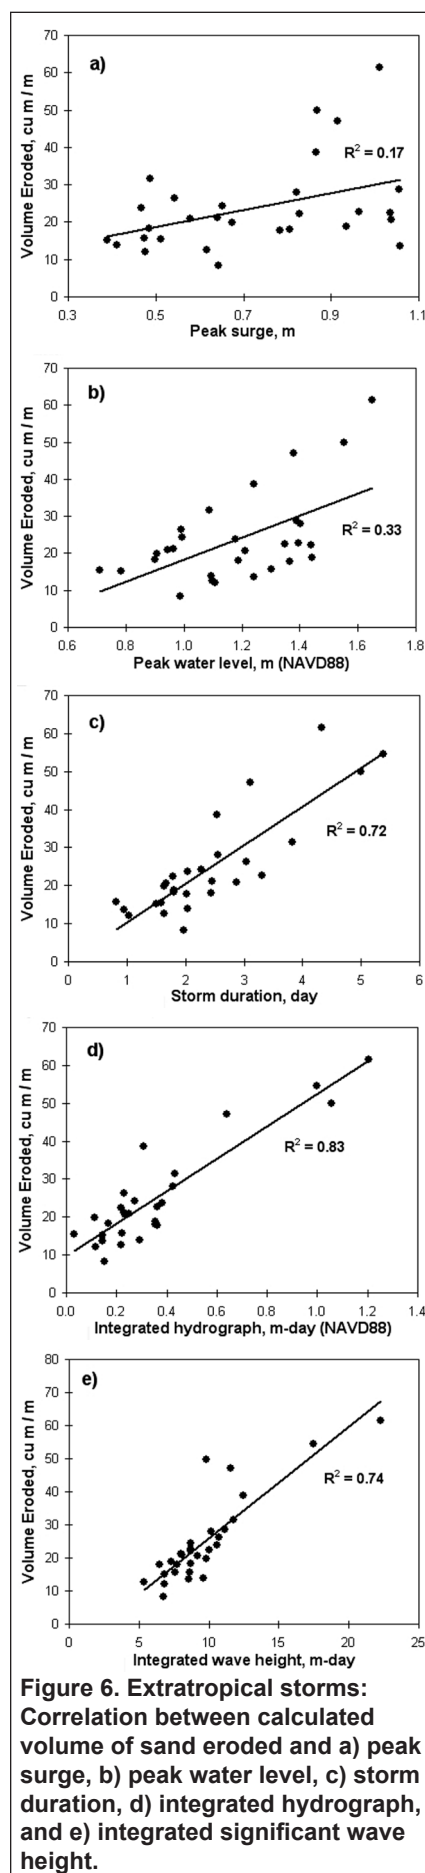 70
a)
60
50
40
R² = 0.17
30
20
10
0
0.3 0.5 0.7 0.9 1.1
Volume Eroded, cu m / m
Peak surge, m
70
b)
60
50
40
30
R² = 0.33
20
10
0
0.6 0.8 1.0 1.2 1.4 1.6 1.8
Volume Eroded, cu m / m
Peak water level, m (NAVD88)
70
c)
60
50
40
R² = 0.72
30
20
10
0
0 1 2 3 4 5 6
Volume Eroded, cu m / m
Storm duration, day
70
d)
60
50
40
R² = 0.83
30
20
10
0
0.0 0.2 0.4 0.6 0.8 1.0 1.2 1.4
Volume Eroded, cu m / m
Integrated hydrograph, m-day (NAVD88)
70
e)
60
50
40
R² = 0.74
30
20
10
0
0 5 10 15 20 25
Volume Eroded, cu m / m
Integrated wave height, m-day
Figure 6. Extratropical storms:
Correlation between calculated
volume of sand eroded and a) peak
surge, b) peak water level, c) storm
duration, d) integrated hydrograph,
and e) integrated significant wave
height.